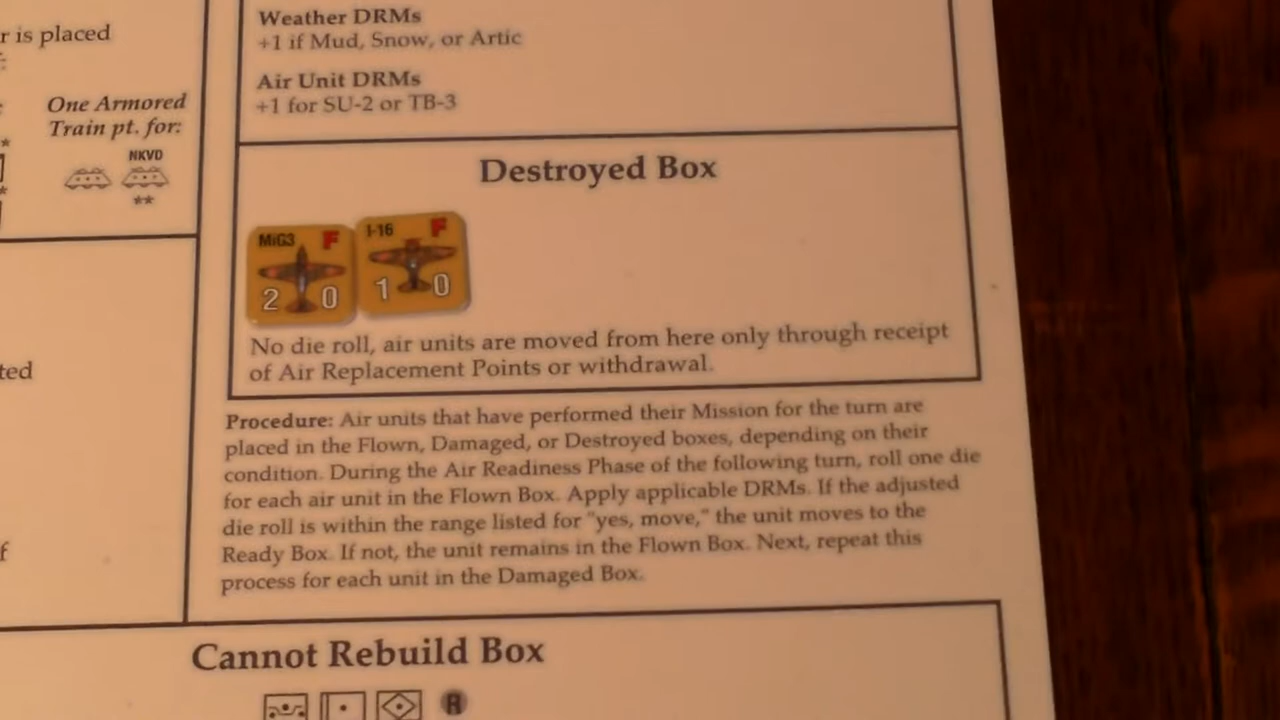 r is placed
One Armored
Train pt. for:
NKVD
**
ted
f
Weather DRMs
+1 if Mud, Snow, or Artic
Air Unit DRMs
+1 for SU-2 or TB-3
Destroyed Box
MiG3 F
2 0
I-16 F
1 0
No die roll, air units are moved from here only through receipt
of Air Replacement Points or withdrawal.
Procedure: Air units that have performed their Mission for the turn are
placed in the Flown, Damaged, or Destroyed boxes, depending on their
condition. During the Air Readiness Phase of the following turn, roll one die
for each air unit in the Flown Box. Apply applicable DRMs. If the adjusted
die roll is within the range listed for "yes, move," the unit moves to the
Ready Box. If not, the unit remains in the Flown Box. Next, repeat this
process for each unit in the Damaged Box.
Cannot Rebuild Box
R